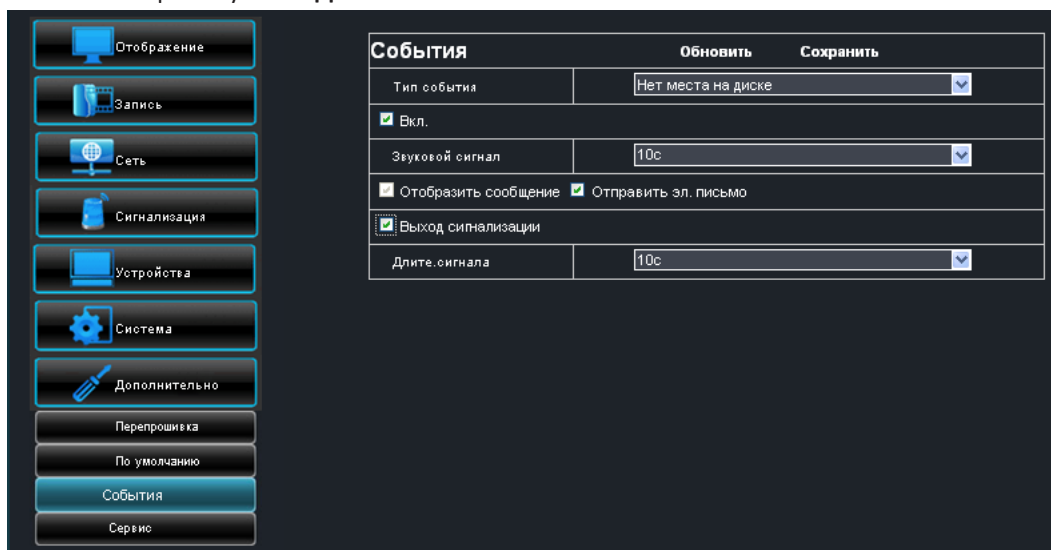 Отображение
Запись
Сеть
Сигнализация
Устройства
Система
Дополнительно
Перепрошивка
По умолчанию
События
Сервис
События Обновить Сохранить
Тип события Нет места на диске
Вкл.
Звуковой сигнал 10с
Отобразить сообщение Отправить эл. письмо
Выход сигнализации
Длите.сигнала 10с